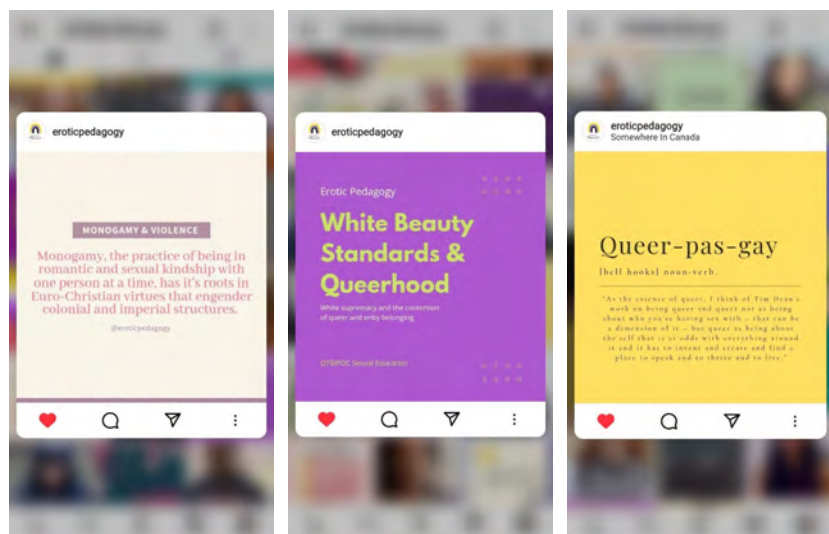 eroticpedagogy
MONOGAMY & VIOLENCE
Monogamy, the practice of being in
romantic and sexual kindship with
one person at a time, has it's roots in
Euro-Christian virtues that engender
colonial and imperial structures.
@eroticpedagogy
eroticpedagogy
Erotic Pedagogy
White Beauty
Standards &
Queerhood
White supremacy and the contortion
of queer and enby belonging
QTBIPOC Sexual Education
eroticpedagogy
Somewhere In Canada
Queer-pas-gay
[bell hooks] noun-verb.
"As the essence of queer, I think of Tim Dean's
work on being queer and queer not as being
about who you're having sex with – that can be
a dimension of it – but queer as being about
the self that is at odds with everything around
it and it has to invent and create and find a
place to speak and to thrive and to live."